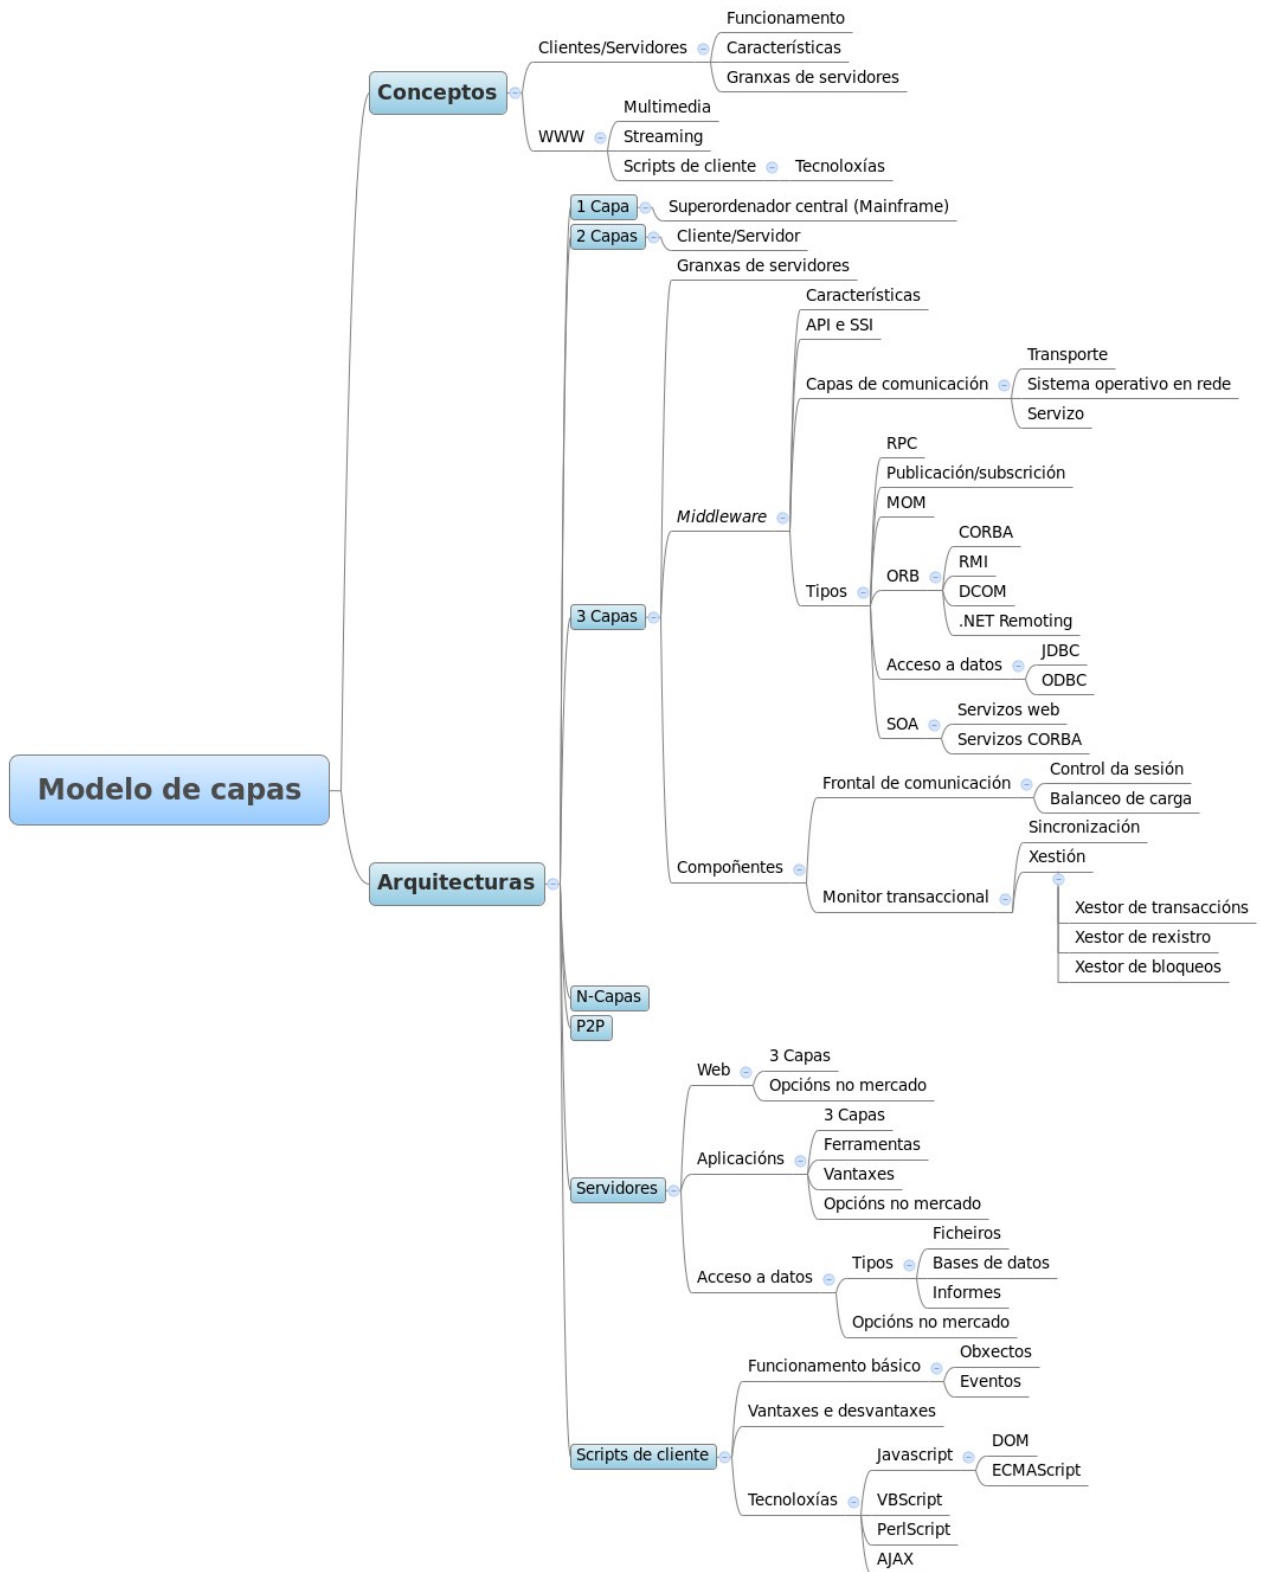 Funcionamento
Clientes/Servidores
Características
Granxas de servidores
Conceptos
Multimedia
WWW
Streaming
Scripts de cliente
Tecnoloxías
1 Capa
Superordenador central (Mainframe)
2 Capas
Cliente/Servidor
Granxas de servidores
Características
API e SSI
Transporte
Capas de comunicación
Sistema operativo en rede
Servizo
RPC
Publicación/subscrición
MOM
Middleware
CORBA
RMI
ORB
DCOM
Tipos
.NET Remoting
3 Capas
JDBC
Acceso a datos
ODBC
Servizos web
SOA
Servizos CORBA
Control da sesión
Frontal de comunicación
Modelo de capas
Balanceo de carga
Sincronización
Xestión
Compoñentes
Arquitecturas
Monitor transaccional
Xestor de transaccións
Xestor de rexistro
Xestor de bloqueos
N-Capas
P2P
3 Capas
Web
Opcións no mercado
3 Capas
Ferramentas
Aplicacións
Vantaxes
Servidores
Opcións no mercado
Ficheiros
Tipos
Bases de datos
Acceso a datos
Informes
Opcións no mercado
Obxectos
Funcionamento básico
Eventos
Vantaxes e desvantaxes
DOM
Scripts de cliente
Javascript
ECMAScript
Tecnoloxías
VBScript
PerlScript
AJAX